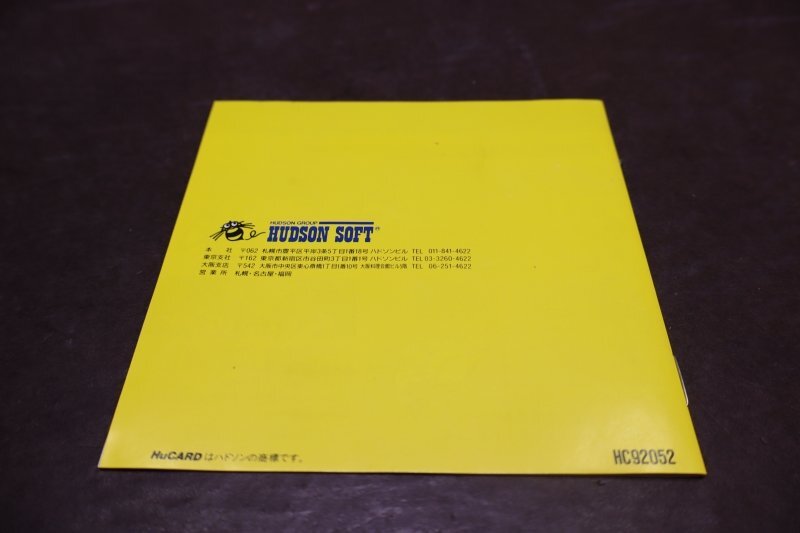 HUDSON GROUP
HUDSON SOFT®
本 社 〒062 札幌市豊平区平岸3条5丁目1番18号 ハドソンビル TEL 011-841-4622
東京支社 〒162 東京都新宿区市谷田町3丁目1番1号 ハドソンビル TEL 03-3260-4622
大阪支店 〒542 大阪市中央区東心斎橋1丁目1番10号 大阪料理会館ビル5階 TEL 06-251-4622
営業所 札幌・名古屋・福岡
HuCARDはハドソンの商標です。
HC92052